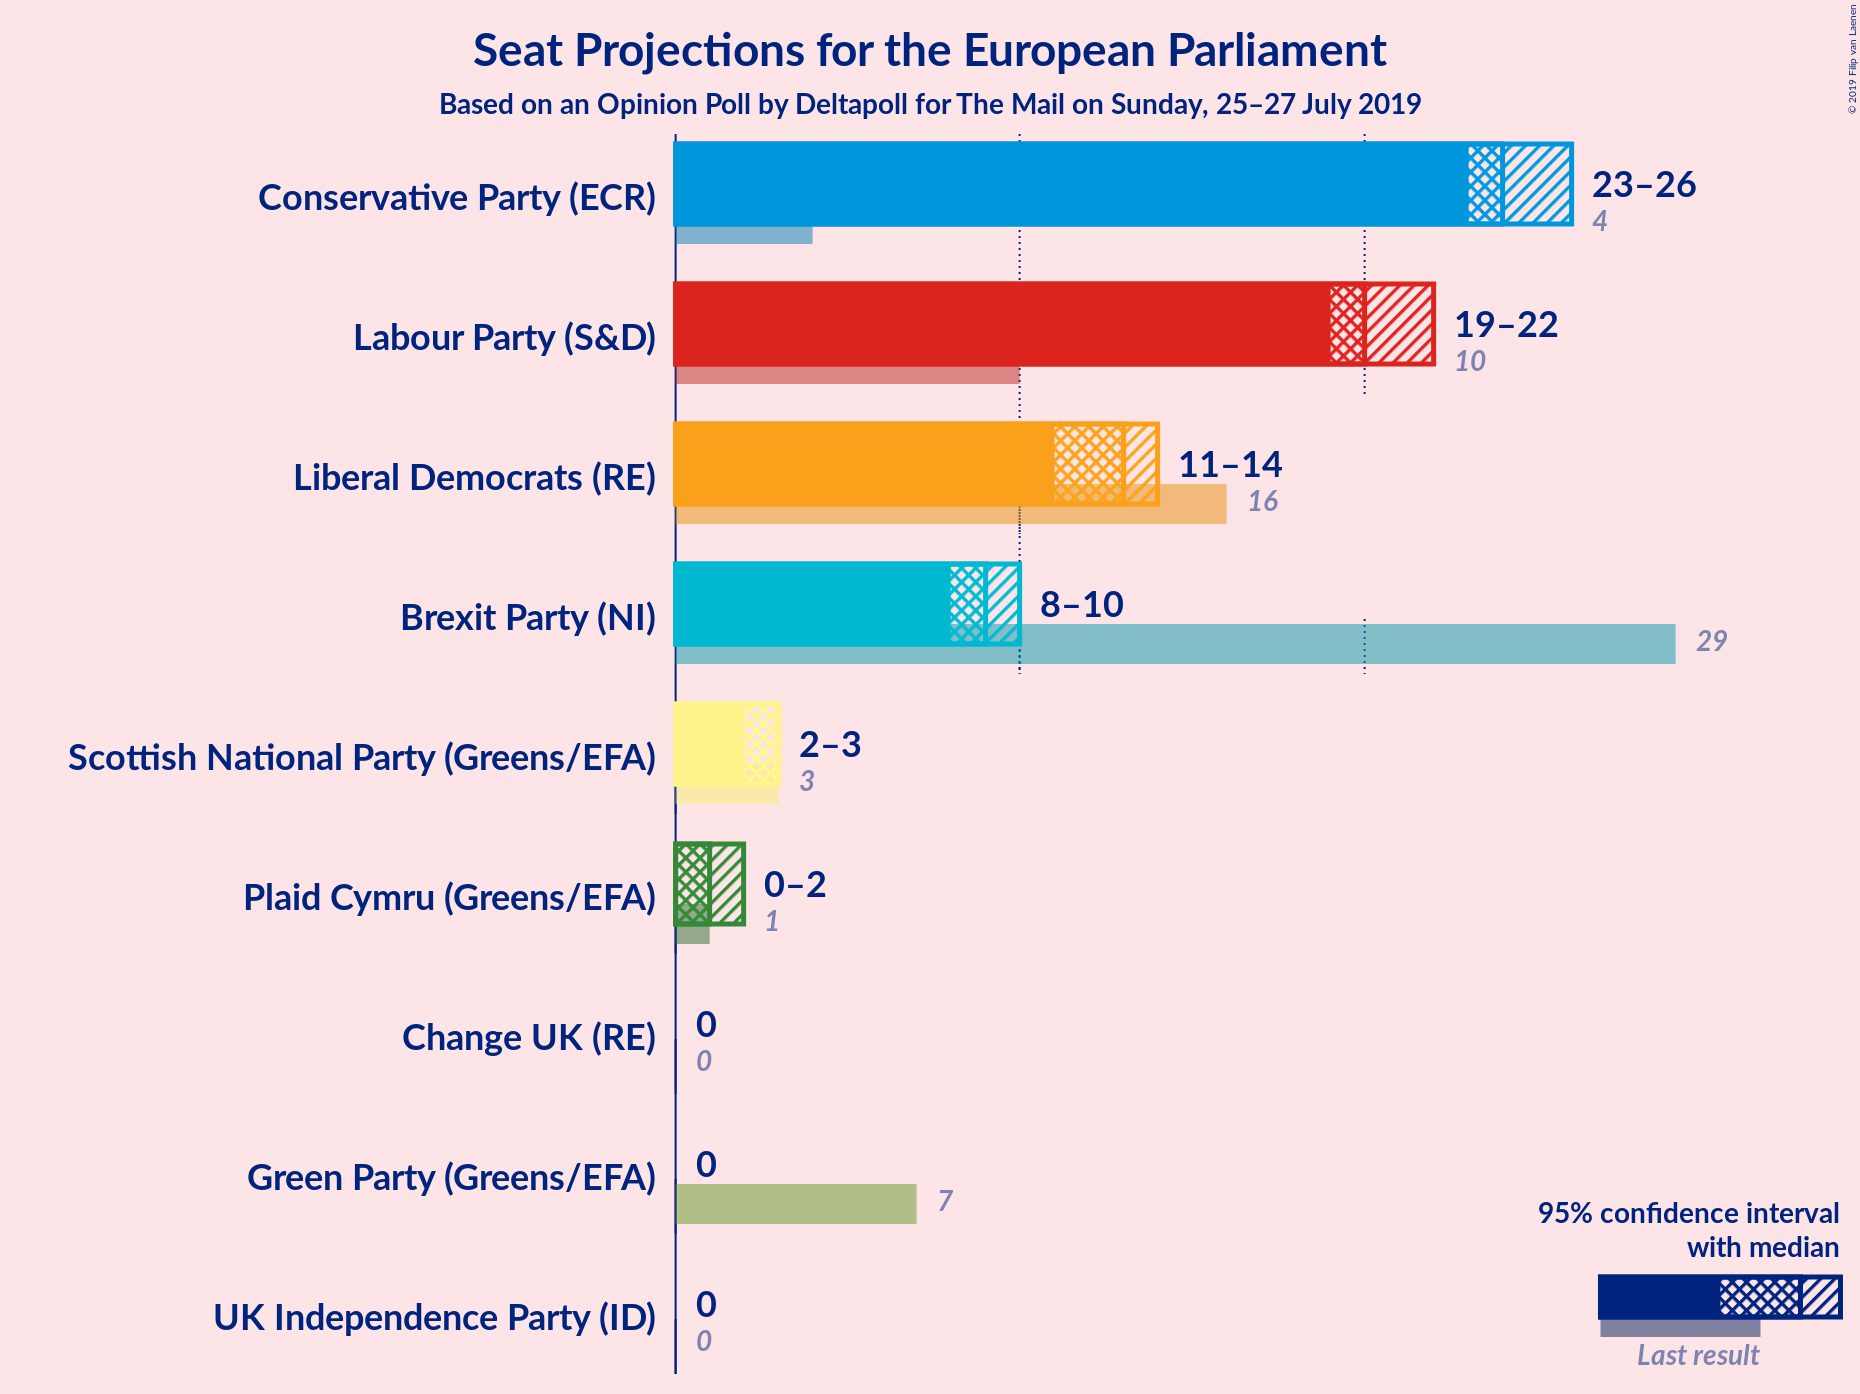 Seat Projections for the European Parliament
Based on an Opinion Poll by Deltapoll for The Mail on Sunday, 25–27 July 2019
© 2019 Filip van Laenen
Conservative Party (ECR)
23–26
4
Labour Party (S&D)
19–22
10
Liberal Democrats (RE)
11–14
16
Brexit Party (NI)
8–10
29
Scottish National Party (Greens/EFA)
2–3
3
Plaid Cymru (Greens/EFA)
0–2
1
Change UK (RE)
0
0
Green Party (Greens/EFA)
0
7
UK Independence Party (ID)
0
0
95% confidence interval
with median
Last result